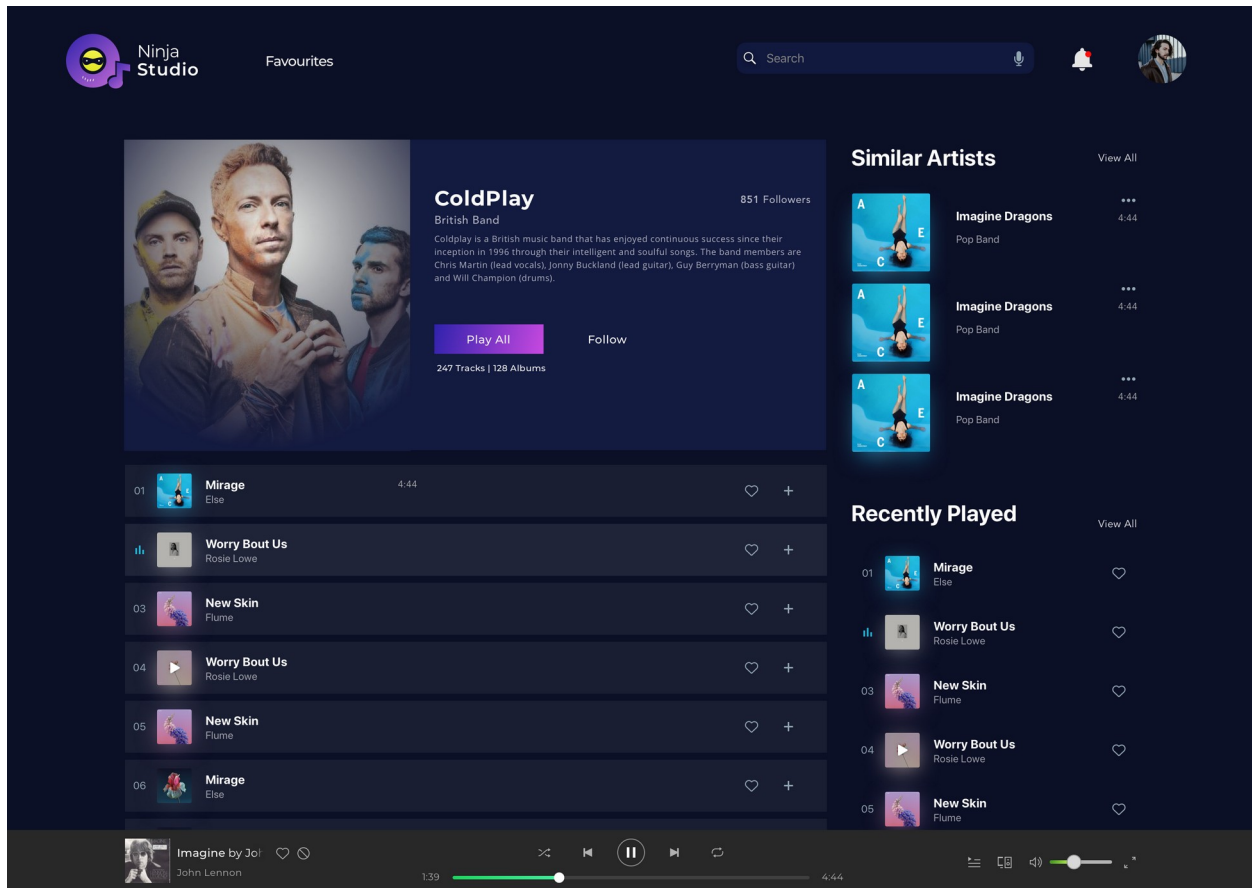 Ninja
Studio
Favourites
Search
ColdPlay
851 Followers
British Band
Coldplay is a British music band that has enjoyed continuous success since their
inception in 1996 through their intelligent and soulful songs. The band members are
Chris Martin (lead vocals), Jonny Buckland (lead guitar), Guy Berryman (bass guitar)
and Will Champion (drums).
Play All
Follow
247 Tracks | 128 Albums
01
Mirage
4:44
Else
Worry Bout Us
Rosie Lowe
03
New Skin
Flume
04
Worry Bout Us
Rosie Lowe
05
New Skin
Flume
06
Mirage
Else
Similar Artists
View All
A
E
C
Imagine Dragons
4:44
Pop Band
A
E
C
Imagine Dragons
4:44
Pop Band
A
E
C
Imagine Dragons
4:44
Pop Band
Recently Played
View All
01
Mirage
Else
Worry Bout Us
Rosie Lowe
03
New Skin
Flume
04
Worry Bout Us
Rosie Lowe
05
New Skin
Flume
Imagine by Joh
John Lennon
1:39
4:44